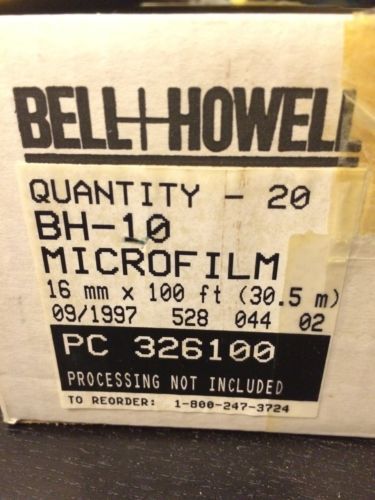 BELL+HOWELL
QUANTITY - 20
BH-10
MICROFILM
16 mm x 100 ft (30.5 m)
09/1997 528 044 02
PC 326100
PROCESSING NOT INCLUDED
TO REORDER: 1-800-247-3724